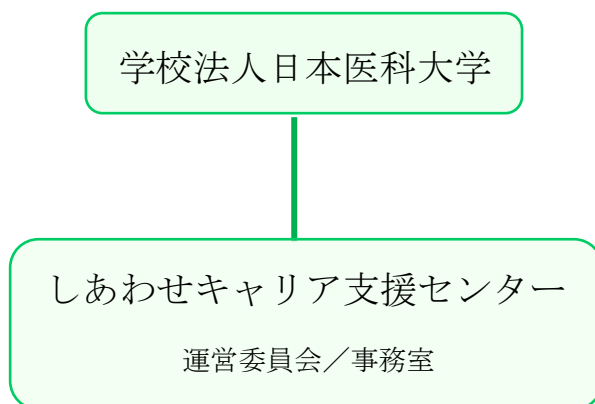 学校法人日本医科大学
しあわせキャリア支援センター
運営委員会／事務室